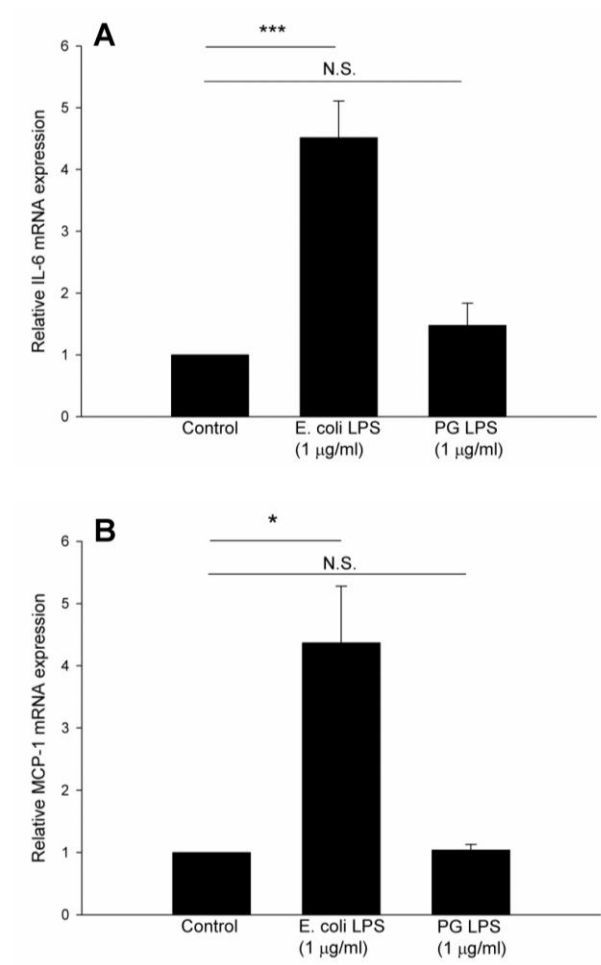 A
***
N.S.
Relative IL-6 mRNA expression
6
5
4
3
2
1
0
Control E. coli LPS PG LPS
(1 μg/ml) (1 μg/ml)
B
*
N.S.
Relative MCP-1 mRNA expression
6
5
4
3
2
1
0
Control E. coli LPS PG LPS
(1 μg/ml) (1 μg/ml)